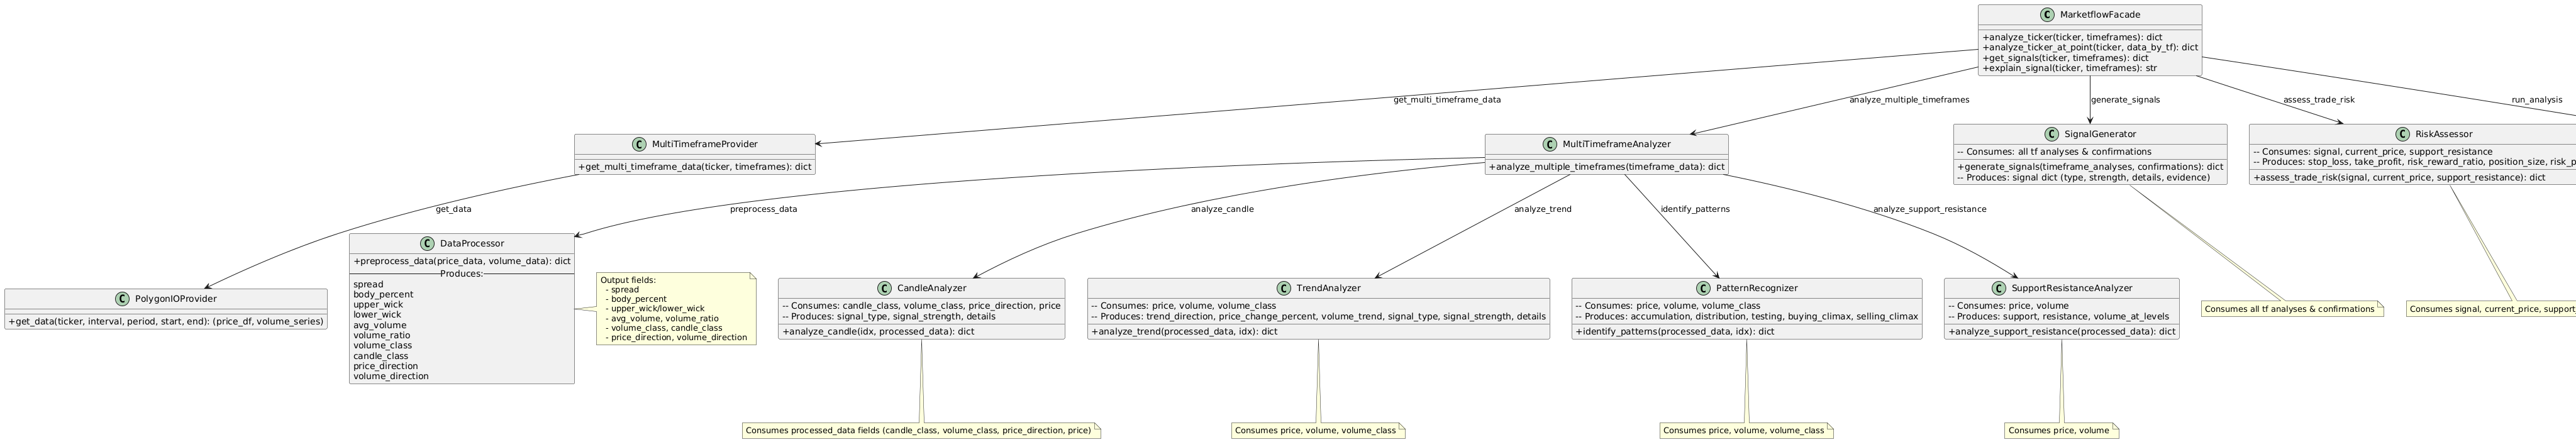 C MarketflowFacade
+analyze_ticker(ticker, timeframes): dict
+analyze_ticker_at_point(ticker, data_by_tf): dict
+get_signals(ticker, timeframes): dict
+explain_signal(ticker, timeframes): str
get_multi_timeframe_data
analyze_multiple_timeframes
generate_signals
assess_trade_risk
run_analysis
C MultiTimeframeProvider
+get_multi_timeframe_data(ticker, timeframes): dict
C MultiTimeframeAnalyzer
+analyze_multiple_timeframes(timeframe_data): dict
C SignalGenerator
-- Consumes: all tf analyses & confirmations
+generate_signals(timeframe_analyses, confirmations): dict
-- Produces: signal dict (type, strength, details, evidence)
C RiskAssessor
-- Consumes: signal, current_price, support_resistance
-- Produces: stop_loss, take_profit, risk_reward_ratio, position_size, risk_p
+assess_trade_risk(signal, current_price, support_resistance): dict
get_data
preprocess_data
analyze_candle
analyze_trend
identify_patterns
analyze_support_resistance
C PolygonIOProvider
+get_data(ticker, interval, period, start, end): (price_df, volume_series)
C DataProcessor
+preprocess_data(price_data, volume_data): dict
Produces:
spread
body_percent
upper_wick
lower_wick
avg_volume
volume_ratio
volume_class
candle_class
price_direction
volume_direction
Output fields:
- spread
- body_percent
- upper_wick/lower_wick
- avg_volume, volume_ratio
- volume_class, candle_class
- price_direction, volume_direction
C CandleAnalyzer
-- Consumes: candle_class, volume_class, price_direction, price
-- Produces: signal_type, signal_strength, details
+analyze_candle(idx, processed_data): dict
C TrendAnalyzer
-- Consumes: price, volume, volume_class
-- Produces: trend_direction, price_change_percent, volume_trend, signal_type, signal_strength, details
+analyze_trend(processed_data, idx): dict
C PatternRecognizer
-- Consumes: price, volume, volume_class
-- Produces: accumulation, distribution, testing, buying_climax, selling_climax
+identify_patterns(processed_data, idx): dict
C SupportResistanceAnalyzer
-- Consumes: price, volume
-- Produces: support, resistance, volume_at_levels
+analyze_support_resistance(processed_data): dict
Consumes all tf analyses & confirmations
Consumes signal, current_price, support
Consumes processed_data fields (candle_class, volume_class, price_direction, price)
Consumes price, volume, volume_class
Consumes price, volume, volume_class
Consumes price, volume